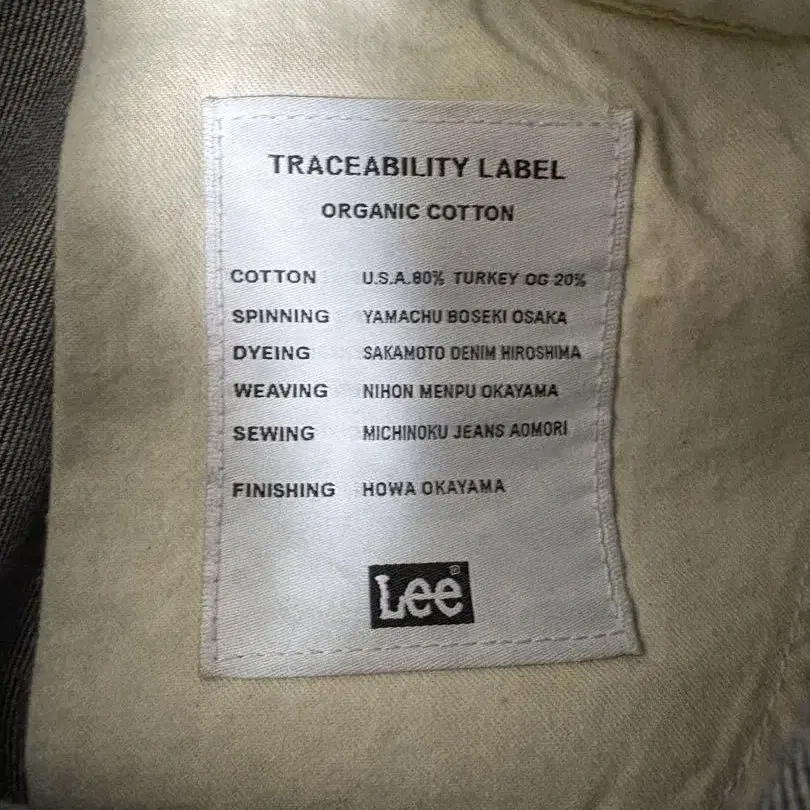 TRACEABILITY LABEL
ORGANIC COTTON
COTTON U.S.A.80% TURKEY OG 20%
SPINNING YAMACHU BOSEKI OSAKA
DYEING SAKAMOTO DENIM HIROSHIMA
WEAVING NIHON MENPU OKAYAMA
SEWING MICHINOKU JEANS AOMORI
FINISHING HOWA OKAYAMA
Lee®